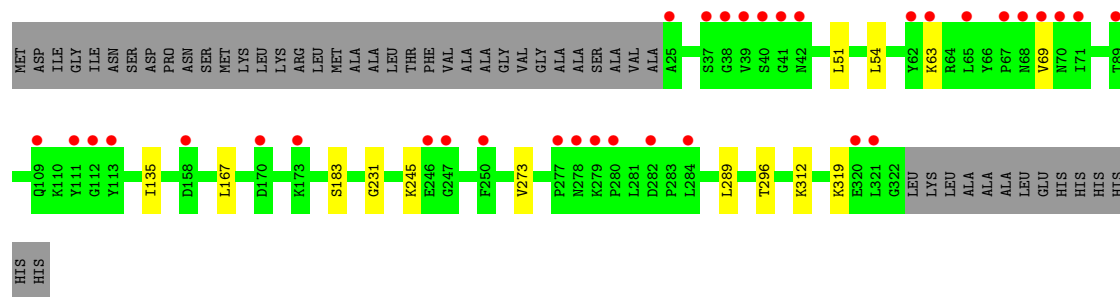 MET ASP ILE GLY ILE ASN SER ASP PRO ASN SER MET LYS LEU LYS ARG LEU MET ALA ALA LEU THR PHE VAL ALA ALA GLY VAL GLY ALA ALA SER ALA VAL ALA A25 S37 G38 V39 S40 G41 N42 L51 L54 Y62 K63 R64 L65 Y66 P67 N68 V69 N70 I71 T89
Q109 K110 Y111 G112 Y113 I135 D158 L167 D170 K173 S183 G231 K245 E246 G247 F250 V273 P277 N278 K279 P280 L281 D282 P283 L284 L289 T296 K312 K319 E320 L321 G322 LEU LYS LEU ALA ALA ALA LEU GLU HIS HIS HIS HIS
HIS HIS